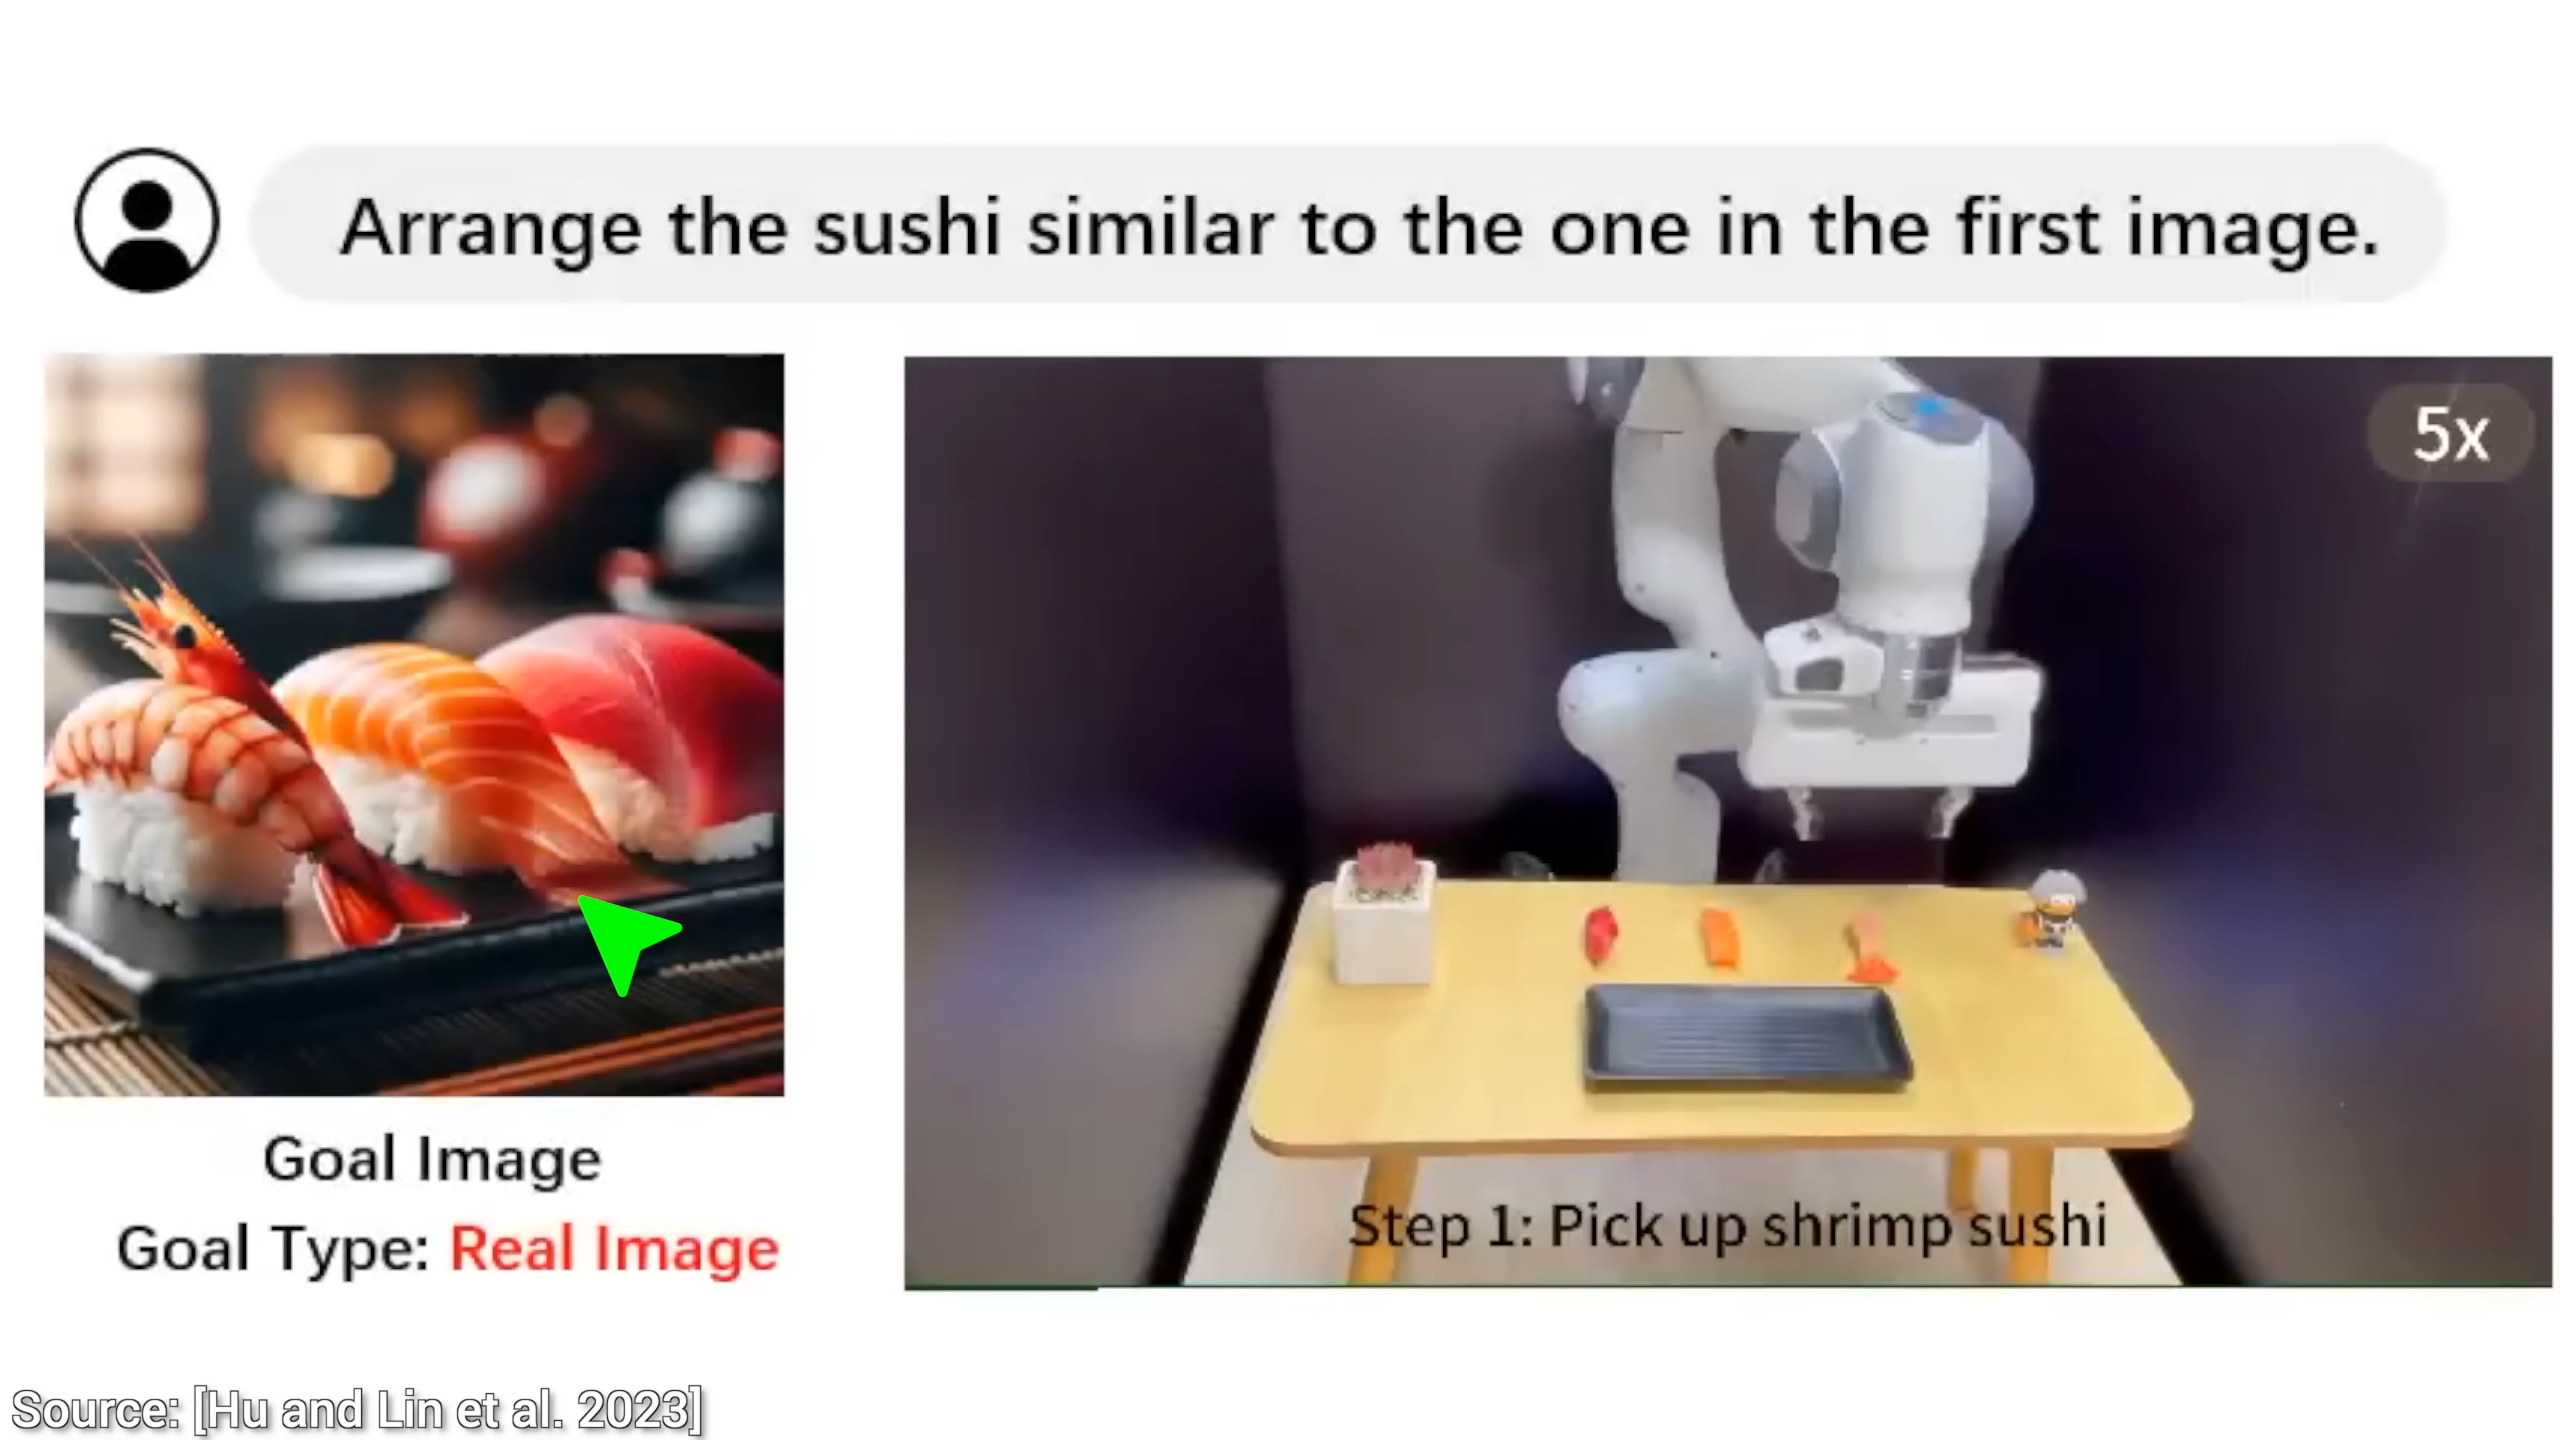 Arrange the sushi similar to the one in the first image.
5x
Step 1: Pick up shrimp sushi
Goal Image
Goal Type: Real Image
Source: [Hu and Lin et al. 2023]